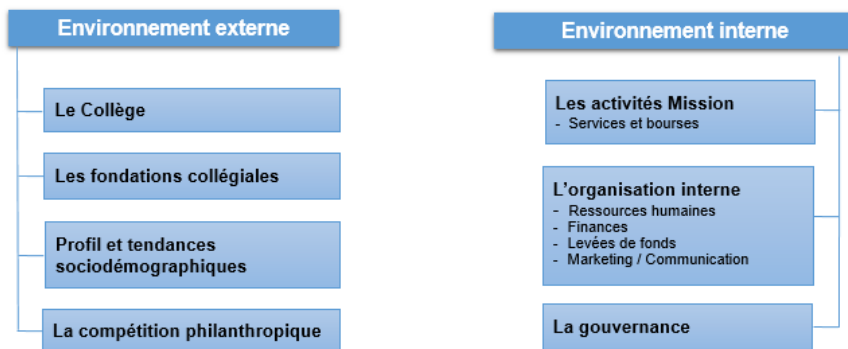 Environnement externe
Le Collège
Les fondations collégiales
Profil et tendances
sociodémographiques
La compétition philanthropique
Environnement interne
Les activités Mission
- Services et bourses
L'organisation interne
- Ressources humaines
- Finances
- Levées de fonds
- Marketing / Communication
La gouvernance